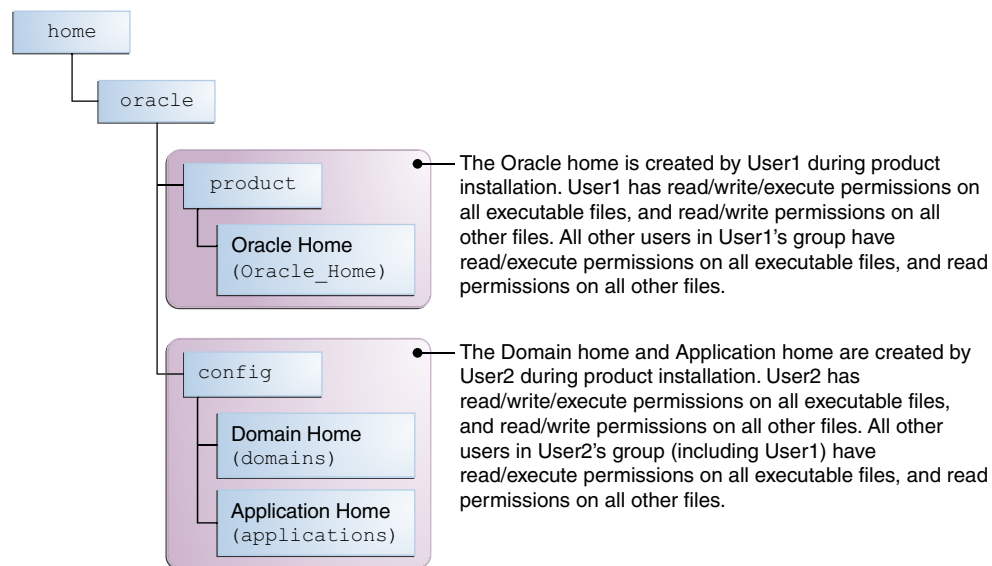 home
oracle
product
Oracle Home
(Oracle_Home)
The Oracle home is created by User1 during product
installation. User1 has read/write/execute permissions on
all executable files, and read/write permissions on all
other files. All other users in User1's group have
read/execute permissions on all executable files, and read
permissions on all other files.
config
Domain Home
(domains)
Application Home
(applications)
The Domain home and Application home are created by
User2 during product installation. User2 has
read/write/execute permissions on all executable files,
and read/write permissions on all other files. All other
users in User2's group (including User1) have
read/execute permissions on all executable files, and read
permissions on all other files.